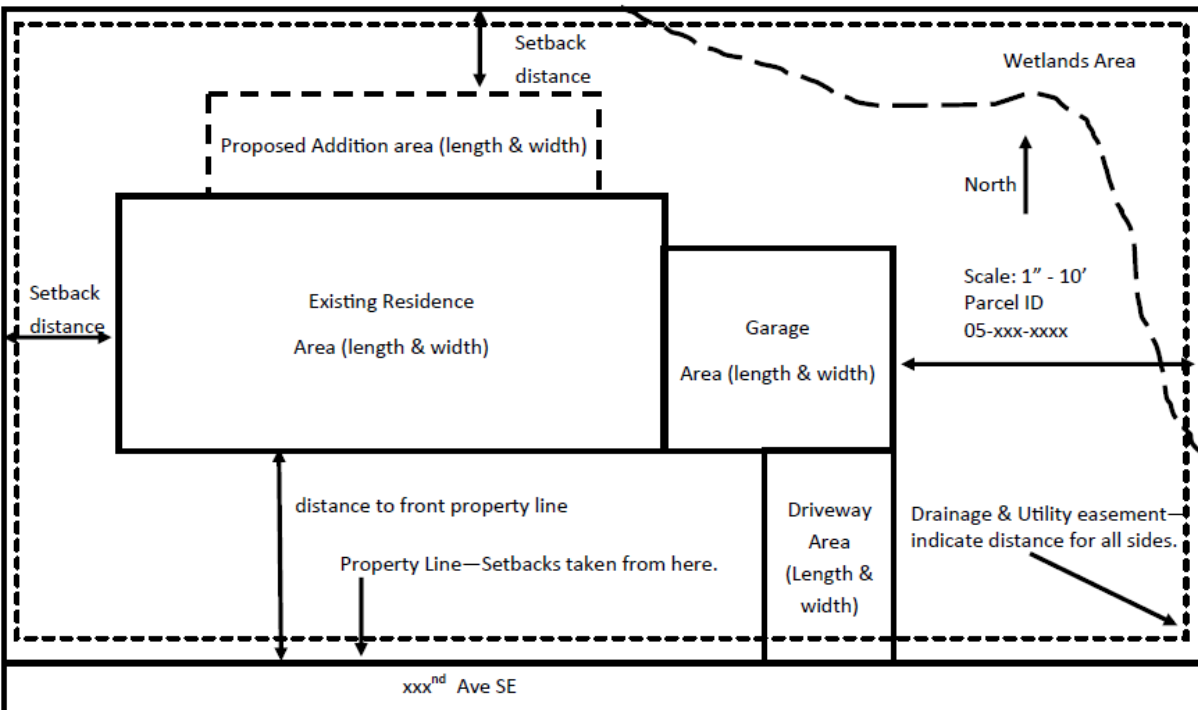 Setback
distance
Wetlands Area
Proposed Addition area (length & width)
North
Setback
distance
Existing Residence
Area (length & width)
Garage
Area (length & width)
Scale: 1” - 10’
Parcel ID
05-xxx-xxxx
distance to front property line
Property Line—Setbacks taken from here.
Driveway
Area
(Length &
width)
Drainage & Utility easement—
indicate distance for all sides.
xxxnd Ave SE